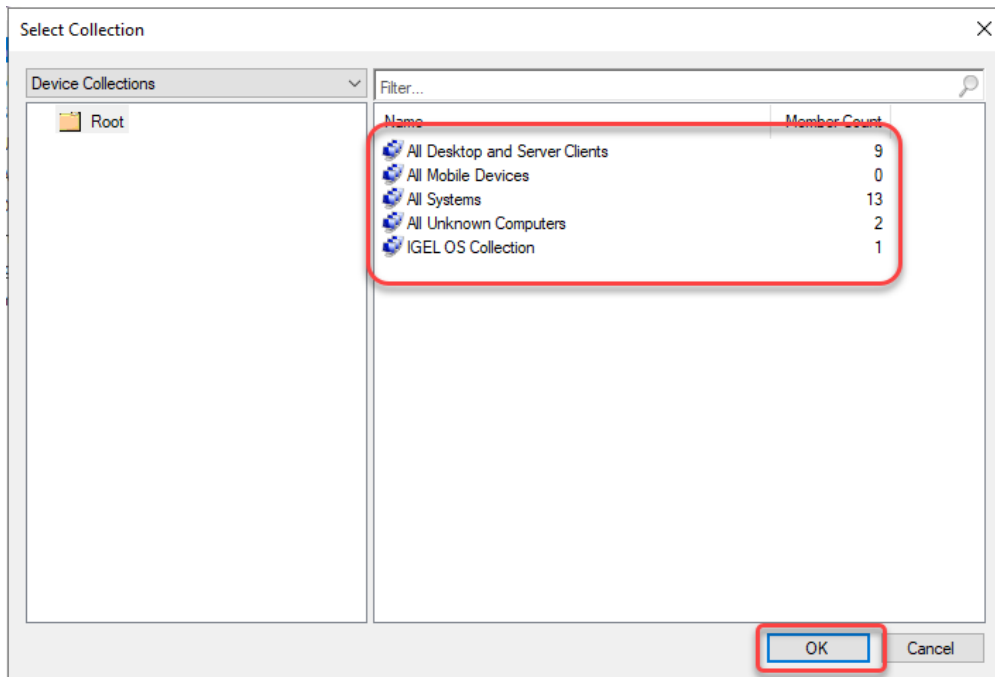 Select Collection
Device Collections
Filter...
Root
Name Member Count
All Desktop and Server Clients 9
All Mobile Devices 0
All Systems 13
All Unknown Computers 2
IGEL OS Collection 1
OK Cancel